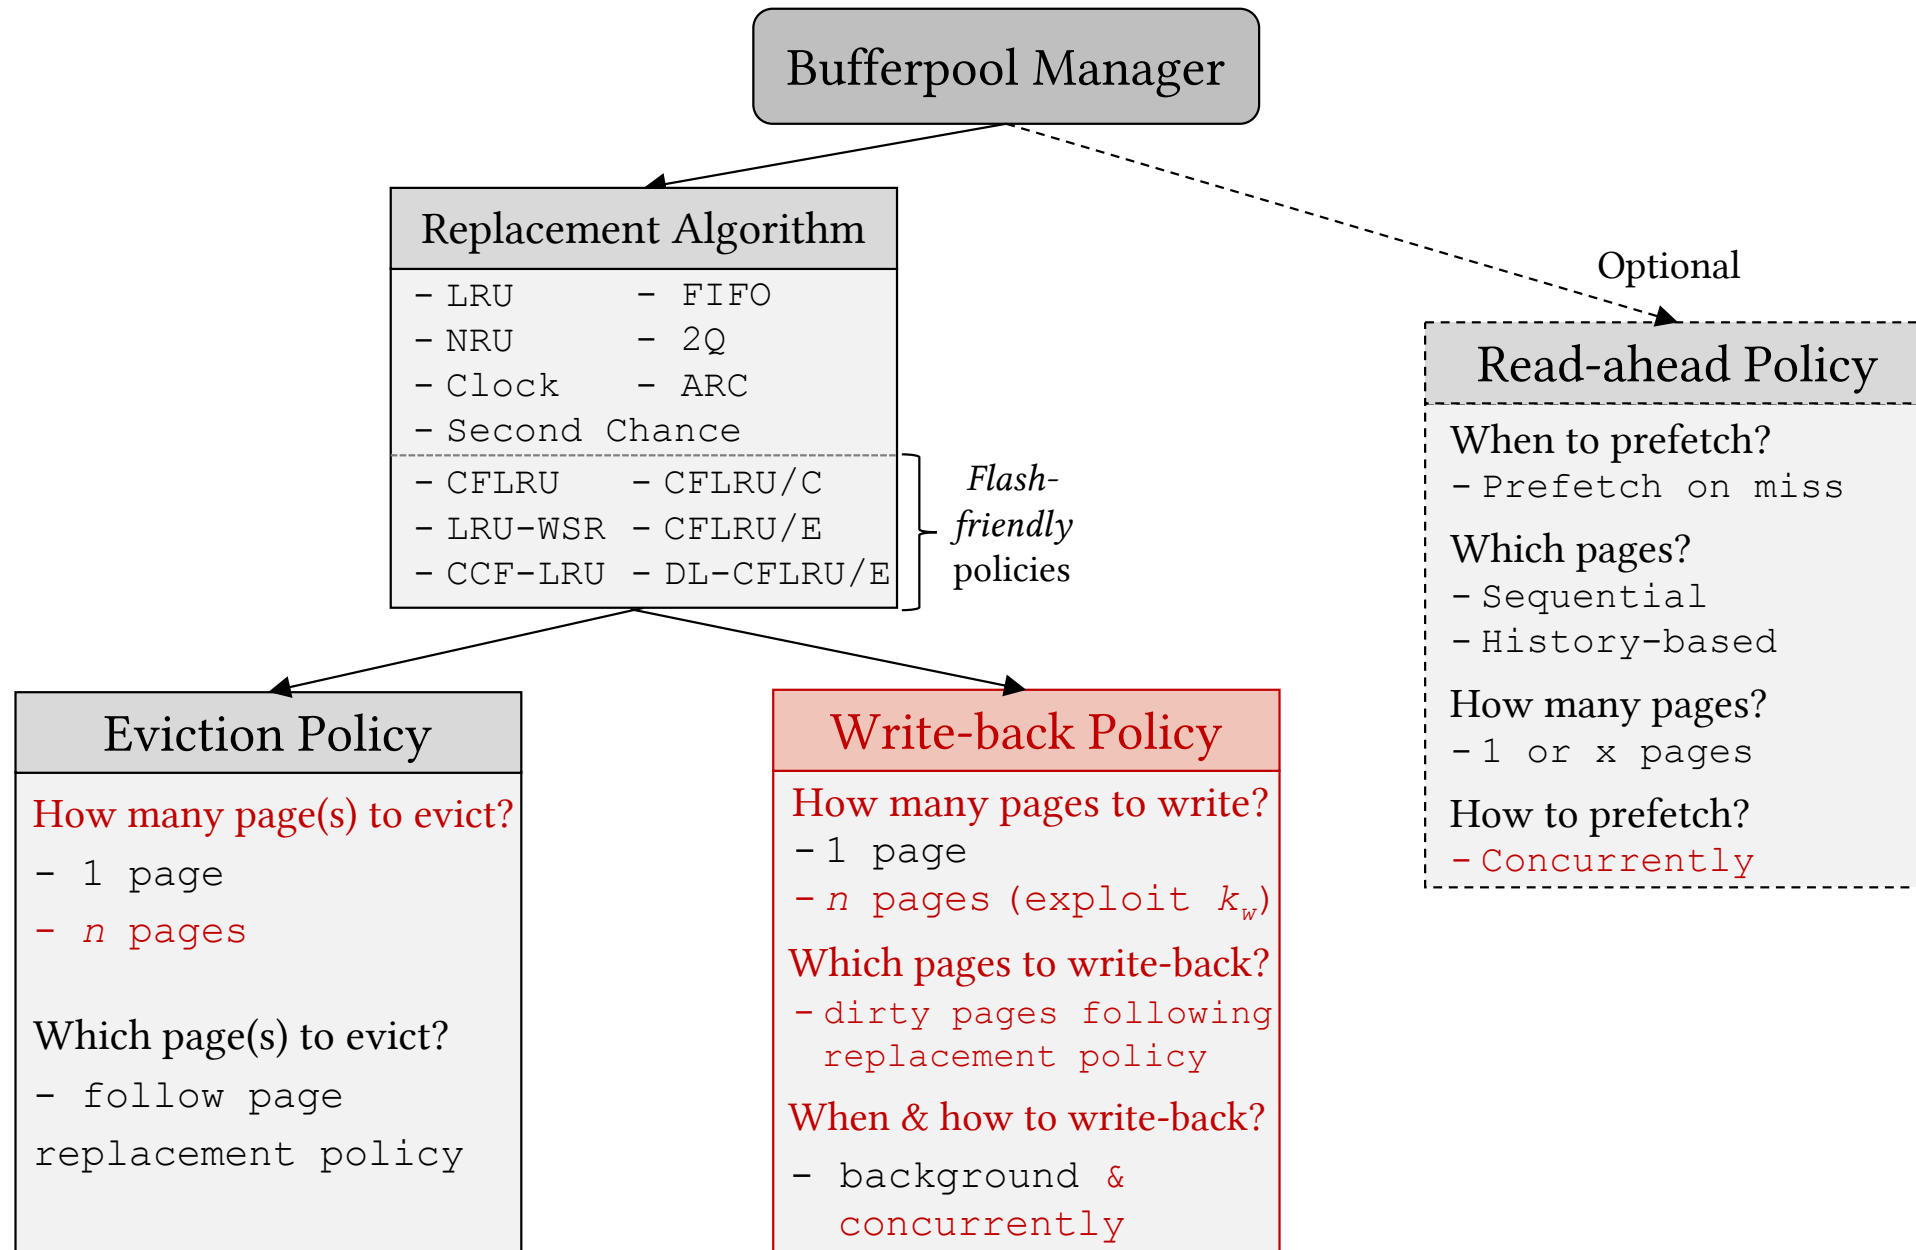 Bufferpool Manager
Optional
Replacement Algorithm
- LRU - FIFO
- NRU - 2Q
- Clock - ARC
- Second Chance
- CFLRU - CFLRU/C
- LRU-WSR - CFLRU/E
- CCF-LRU - DL-CFLRU/E
Flash-
friendly
policies
Read-ahead Policy
When to prefetch?
- Prefetch on miss
Which pages?
- Sequential
- History-based
How many pages?
- 1 or x pages
How to prefetch?
- Concurrently
Eviction Policy
How many page(s) to evict?
- 1 page
- n pages
Which page(s) to evict?
- follow page
replacement policy
Write-back Policy
How many pages to write?
- 1 page
- n pages (exploit k_w)
Which pages to write-back?
- dirty pages following
replacement policy
When & how to write-back?
- background &
concurrently